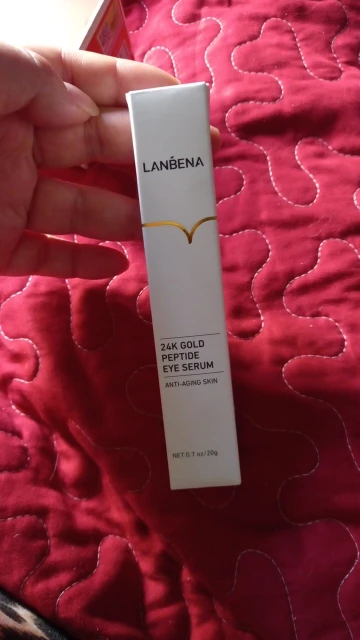 LANBENA
24K GOLD
PEPTIDE
EYE SERUM
ANTI-AGING SKIN
NET:0.7 oz/20g